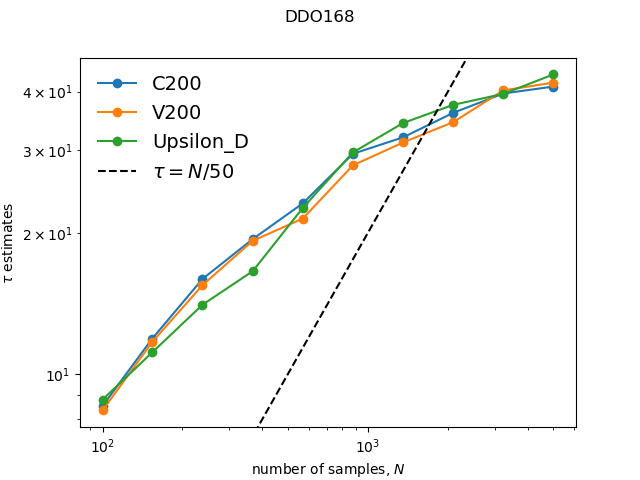 DDO168
C200
V200
Upsilon_D
τ = N/50
4 × 10¹
3 × 10¹
2 × 10¹
10¹
τ estimates
10² 10³
number of samples, N